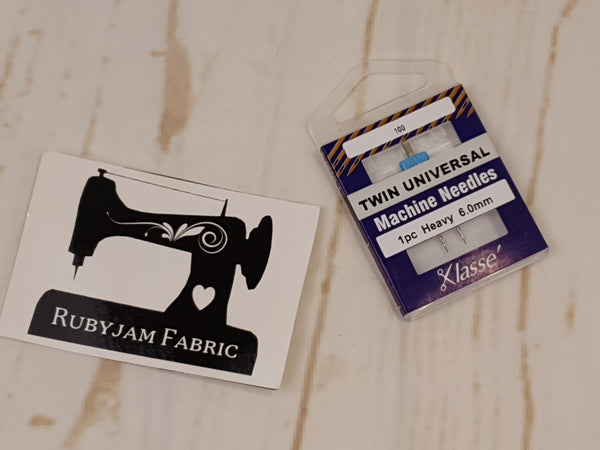 RUBYJAM FABRIC
100
TWIN UNIVERSAL
Machine Needles
1pc Heavy 6.0mm
Klassé